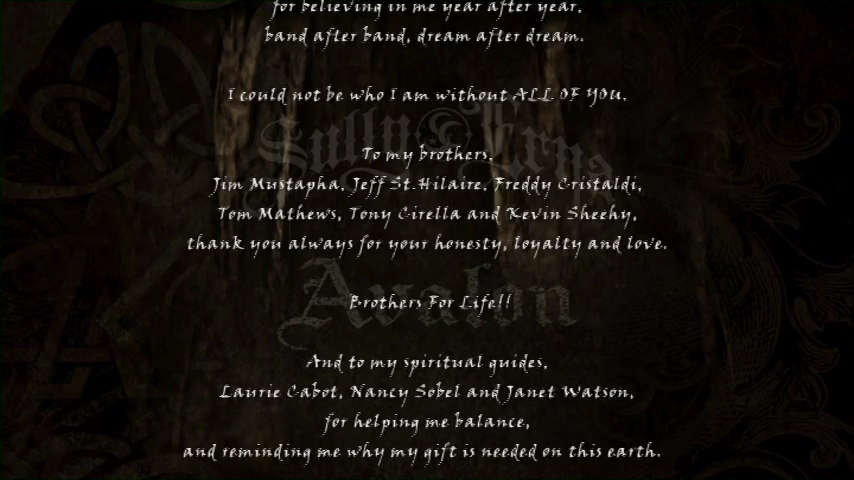 for believing in me year after year,
band after band, dream after dream.
I could not be who I am without ALL OF YOU.
Sully Erna
To my brothers,
Jim Mustapha, Jeff St.Hilaire, Freddy Cristaldi,
Tom Mathews, Tony Cirella and Kevin Sheehy,
thank you always for your honesty, loyalty and love.
Avalon
Brothers For Life!!
And to my spiritual guides,
Laurie Cabot, Nancy Sobel and Janet Watson,
for helping me balance,
and reminding me why my gift is needed on this earth.